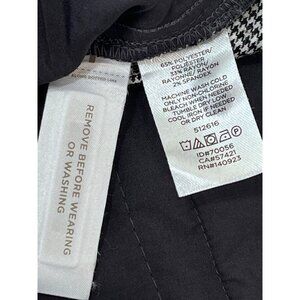 REMOVE BEFORE WEARING
OR WASHING
65% POLYESTER/
POLIESTER
33% RAYON/
RAYONNE/ RAYON
2% SPANDEX
MACHINE WASH COLD
ONLY NON-CHLORINE
BLEACH WHEN NEEDED
TUMBLE DRY LOW
COOL IRON IF NEEDED
OR DRY CLEAN
512616
ID#70056
CA#57421
RN#140923